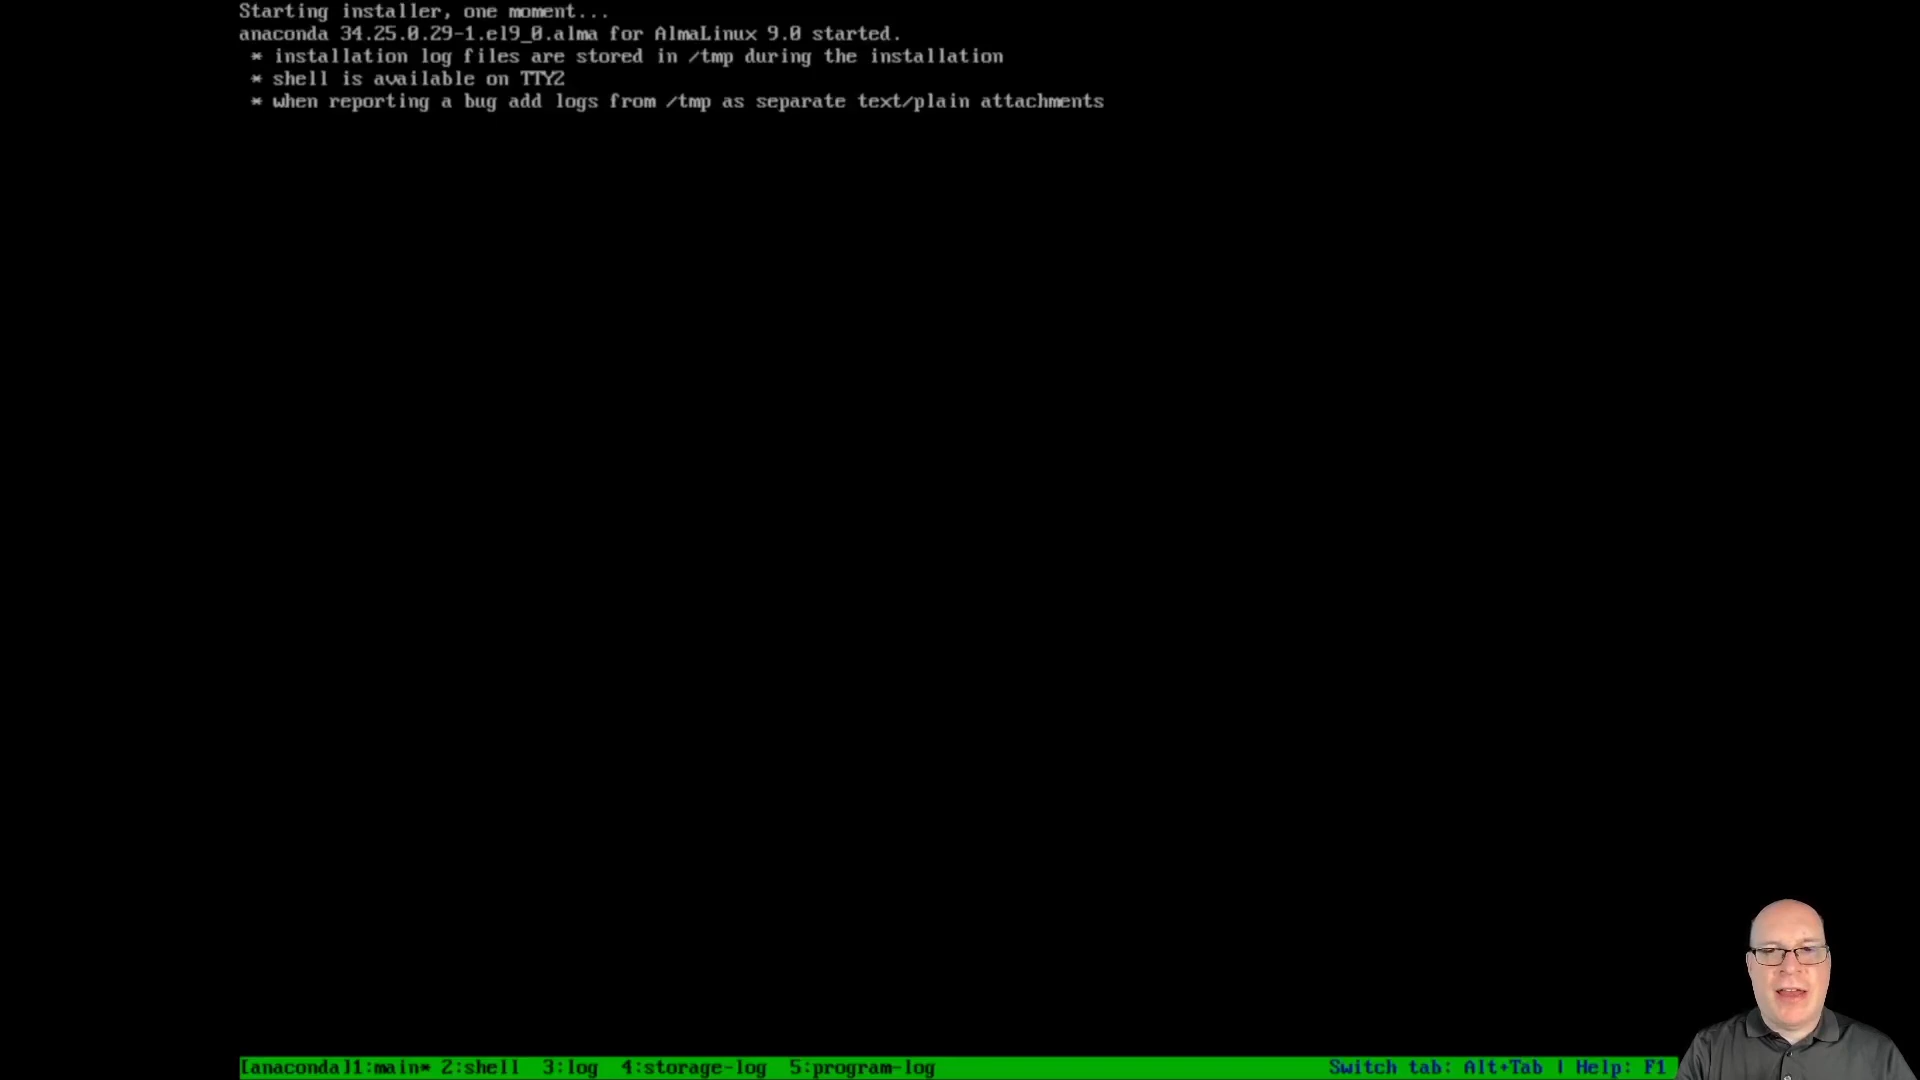 Starting installer, one moment...
anaconda 34.25.0.29-1.el9_0.alma for AlmaLinux 9.0 started.
* installation log files are stored in /tmp during the installation
* shell is available on TTY2
* when reporting a bug add logs from /tmp as separate text/plain attachments
[anaconda]1:main* 2:shell  3:log  4:storage-log  5:program-log Switch tab: Alt+Tab | Help: F1